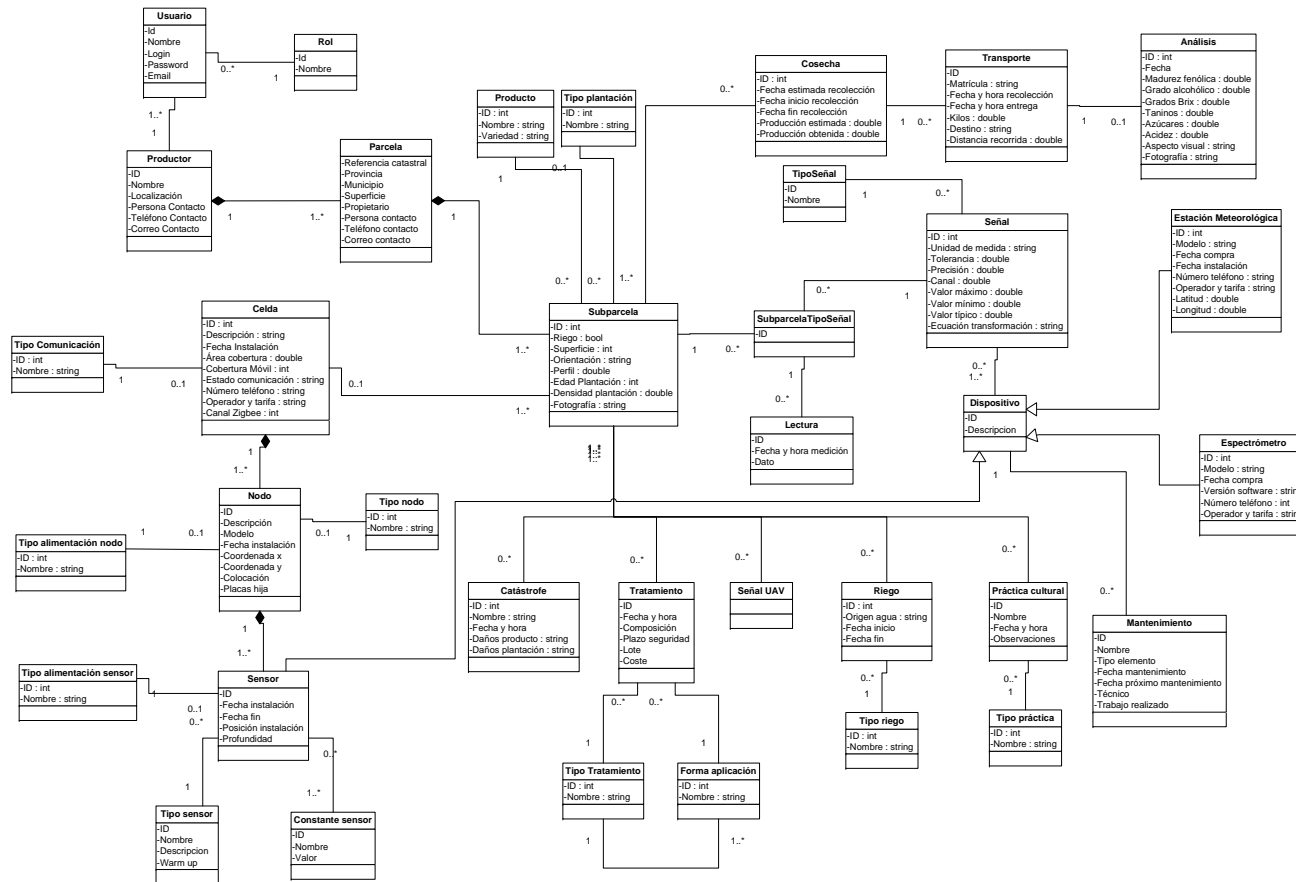 Usuario
-Id
-Nombre
-Login
-Password
-Email
0..*
1
Rol
-Id
-Nombre
1..*
1
Productor
-ID
-Nombre
-Localización
-Persona Contacto
-Teléfono Contacto
-Correo Contacto
1
1..*
Parcela
-Referencia catastral
-Provincia
-Municipio
-Superficie
-Propietario
-Persona contacto
-Teléfono contacto
-Correo contacto
1
1..*
Producto
-ID : int
-Nombre : string
-Variedad : string
1
0..*
Tipo plantación
-ID : int
-Nombre : string
0..1
0..*
Cosecha
-ID : int
-Fecha estimada recolección
-Fecha inicio recolección
-Fecha fin recolección
-Producción estimada : double
-Producción obtenida : double
0..*
1..*
1
0..*
Transporte
-ID
-Matrícula : string
-Fecha y hora recolección
-Fecha y hora entrega
-Kilos : double
-Destino : string
-Distancia recorrida : double
1
0..1
Análisis
-ID : int
-Fecha
-Madurez fenólica : double
-Grado alcohólico : double
-Grados Brix : double
-Taninos : double
-Azúcares : double
-Acidez : double
-Aspecto visual : string
-Fotografía : string
TipoSeñal
-ID
-Nombre
1
0..*
Señal
-ID : int
-Unidad de medida : string
-Tolerancia : double
-Precisión : double
-Canal : double
-Valor máximo : double
-Valor mínimo : double
-Valor típico : double
-Ecuación transformación : string
Estación Meteorológica
-ID : int
-Modelo : string
-Fecha compra
-Fecha instalación
-Número teléfono : string
-Operador y tarifa : string
-Latitud : double
-Longitud : double
Celda
-ID : int
-Descripción : string
-Fecha Instalación
-Área cobertura : double
-Cobertura Móvil : int
-Estado comunicación : string
-Número teléfono : string
-Operador y tarifa : string
-Canal Zigbee : int
Tipo Comunicación
-ID : int
-Nombre : string
1
0..1
0..1
1..*
Subparcela
-ID : int
-Riego : bool
-Superficie : int
-Orientación : string
-Perfil : double
-Edad Plantación : int
-Densidad plantación : double
-Fotografía : string
1
0..*
SubparcelaTipoSeñal
-ID
0..*
1
1
0..*
Lectura
-ID
-Fecha y hora medición
-Dato
0..*
1..*
Dispositivo
-ID
-Descripcion
Espectrómetro
-ID : int
-Modelo : string
-Fecha compra
-Versión software : string
-Número teléfono : int
-Operador y tarifa : string
1
0..*
1
1..*
Nodo
-ID
-Descripción
-Modelo
-Fecha instalación
-Coordenada x
-Coordenada y
-Colocación
-Placas hija
Tipo nodo
-ID : int
-Nombre : string
0..1
1
Tipo alimentación nodo
-ID : int
-Nombre : string
1
0..1
0..*
Catástrofe
-ID : int
-Nombre : string
-Fecha y hora
-Daños producto : string
-Daños plantación : string
0..*
Tratamiento
-ID
-Fecha y hora
-Composición
-Plazo seguridad
-Lote
-Coste
0..*
Señal UAV
0..*
Riego
-ID : int
-Origen agua : string
-Fecha inicio
-Fecha fin
0..*
Práctica cultural
-ID
-Nombre
-Fecha y hora
-Observaciones
Mantenimiento
-ID
-Nombre
-Tipo elemento
-Fecha mantenimiento
-Fecha próximo mantenimiento
-Técnico
-Trabajo realizado
1
1..*
Tipo alimentación sensor
-ID : int
-Nombre : string
1
0..1
Sensor
-ID
-Fecha instalación
-Fecha fin
-Posición instalación
-Profundidad
0..*
1
0..*
1..*
Tipo sensor
-ID
-Nombre
-Descripcion
-Warm up
Constante sensor
-ID
-Nombre
-Valor
0..*
0..*
1
1
Tipo Tratamiento
-ID : int
-Nombre : string
Forma aplicación
-ID : int
-Nombre : string
1
1..*
0..*
1
Tipo riego
-ID : int
-Nombre : string
0..*
1
Tipo práctica
-ID : int
-Nombre : string